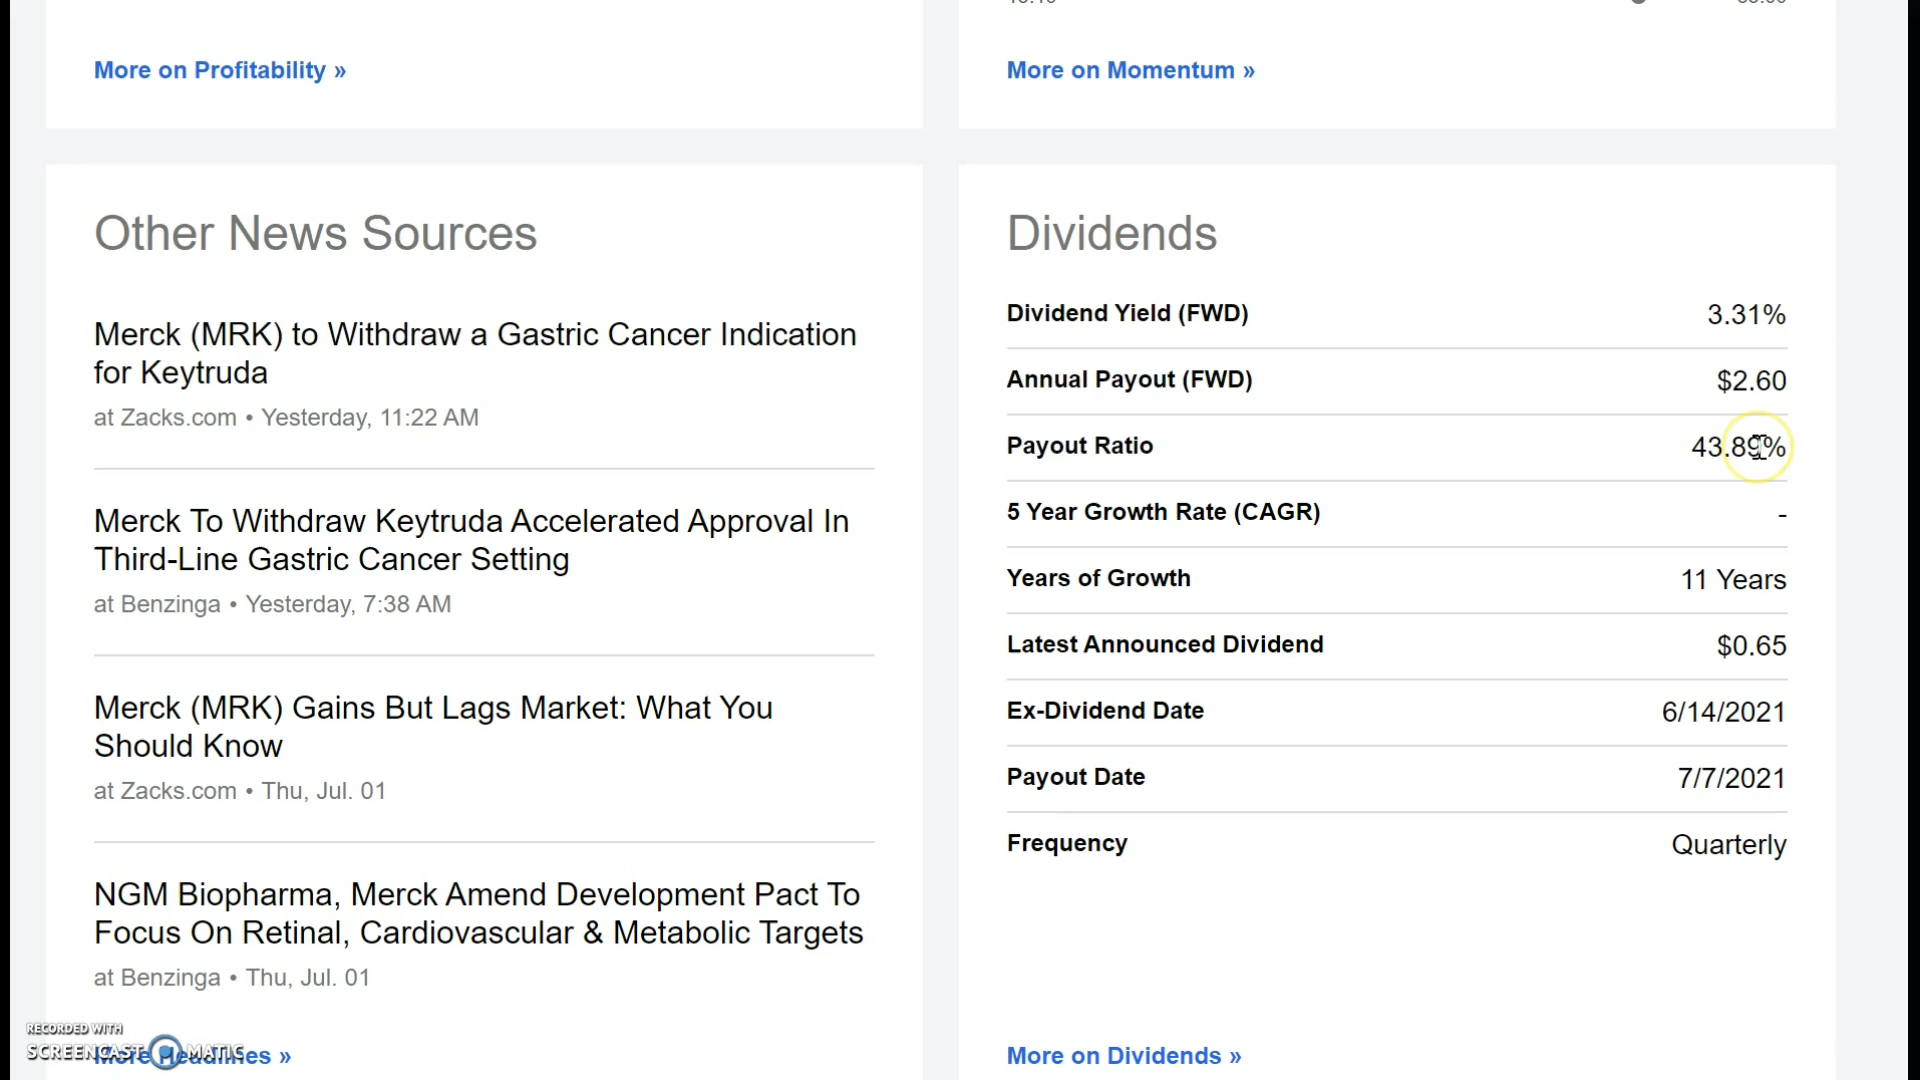 More on Profitability »
More on Momentum »
Other News Sources
Merck (MRK) to Withdraw a Gastric Cancer Indication
for Keytruda
at Zacks.com • Yesterday, 11:22 AM
Merck To Withdraw Keytruda Accelerated Approval In
Third-Line Gastric Cancer Setting
at Benzinga • Yesterday, 7:38 AM
Merck (MRK) Gains But Lags Market: What You
Should Know
at Zacks.com • Thu, Jul. 01
NGM Biopharma, Merck Amend Development Pact To
Focus On Retinal, Cardiovascular & Metabolic Targets
at Benzinga • Thu, Jul. 01
More Headlines »
RECORDED WITH
SCREENCAST MATIC
Dividends
Dividend Yield (FWD) 3.31%
Annual Payout (FWD) $2.60
Payout Ratio 43.89%
5 Year Growth Rate (CAGR) -
Years of Growth 11 Years
Latest Announced Dividend $0.65
Ex-Dividend Date 6/14/2021
Payout Date 7/7/2021
Frequency Quarterly
More on Dividends »